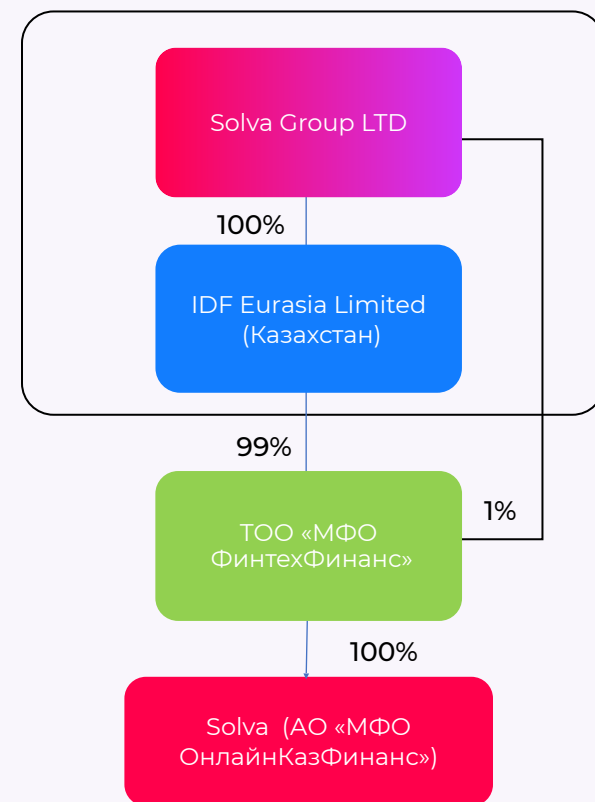 Solva Group LTD
100%
IDF Eurasia Limited
(Казахстан)
99%
1%
ТОО «МФО
ФинтехФинанс»
100%
Solva (АО «МФО
ОнлайнКазФинанс»)